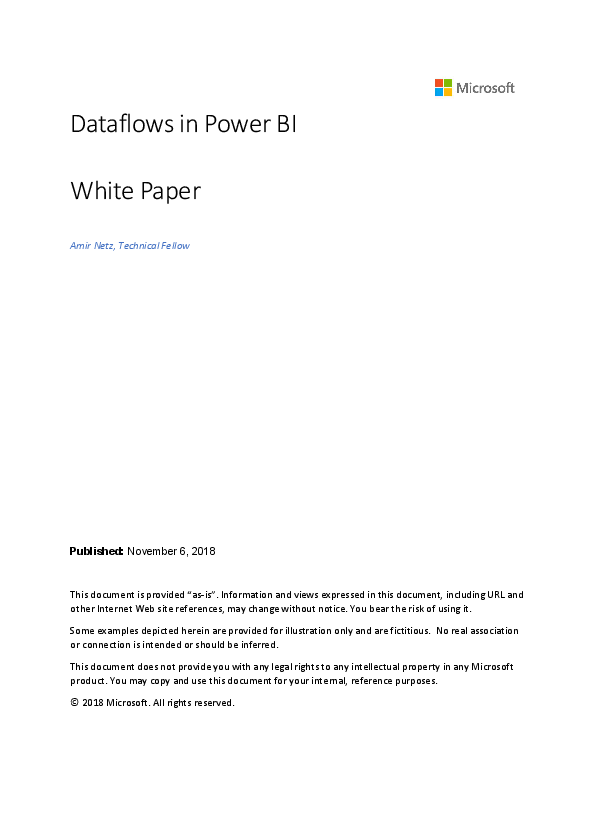 Microsoft
Dataflows in Power BI
White Paper
Amir Netz, Technical Fellow
Published: November 6, 2018
This document is provided “as-is”. Information and views expressed in this document, including URL and
other Internet Web site references, may change without notice. You bear the risk of using it.
Some examples depicted herein are provided for illustration only and are fictitious.  No real association
or connection is intended or should be inferred.
This document does not provide you with any legal rights to any intellectual property in any Microsoft
product. You may copy and use this document for your internal, reference purposes.
© 2018 Microsoft. All rights reserved.